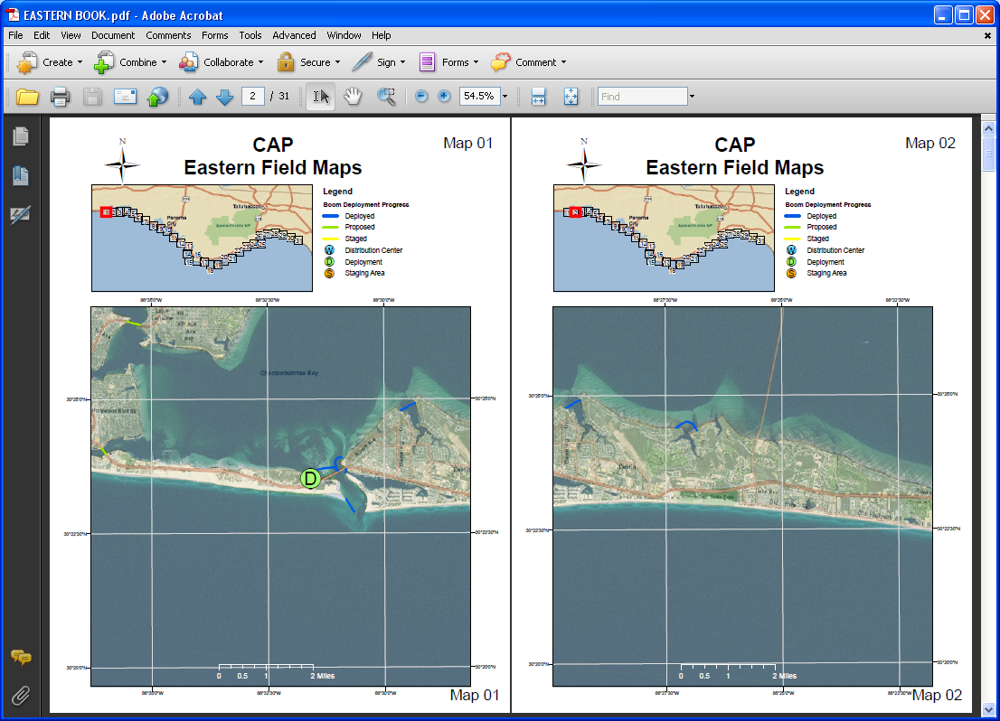 EASTERN BOOK.pdf - Adobe Acrobat
File Edit View Document Comments Forms Tools Advanced Window Help
Create Combine Collaborate Secure Sign Forms Comment
2 / 31 54.5% Find
Map 01
N
CAP
Eastern Field Maps
Panama City
Tallahassee
Apalachicola NF
Legend
Boom Deployment Progress
Deployed
Proposed
Staged
W Distribution Center
D Deployment
S Staging Area
86°35'0"W 86°32'30"W 86°30'0"W
Choctawhatchee Bay
30°25'0"N 30°25'0"N
Hollywood Blvd SE
D
30°22'30"N 30°22'30"N
30°20'0"N 30°20'0"N
0 0.5 1 2 Miles
86°35'0"W 86°32'30"W 86°30'0"W
Map 01
Map 02
N
CAP
Eastern Field Maps
Panama City
Tallahassee
Apalachicola NF
Legend
Boom Deployment Progress
Deployed
Proposed
Staged
W Distribution Center
D Deployment
S Staging Area
86°27'30"W 86°25'0"W 86°22'30"W
30°25'0"N 30°25'0"N
Destin
30°22'30"N 30°22'30"N
30°20'0"N 30°20'0"N
0 0.5 1 2 Miles
86°27'30"W 86°25'0"W 86°22'30"W
Map 02